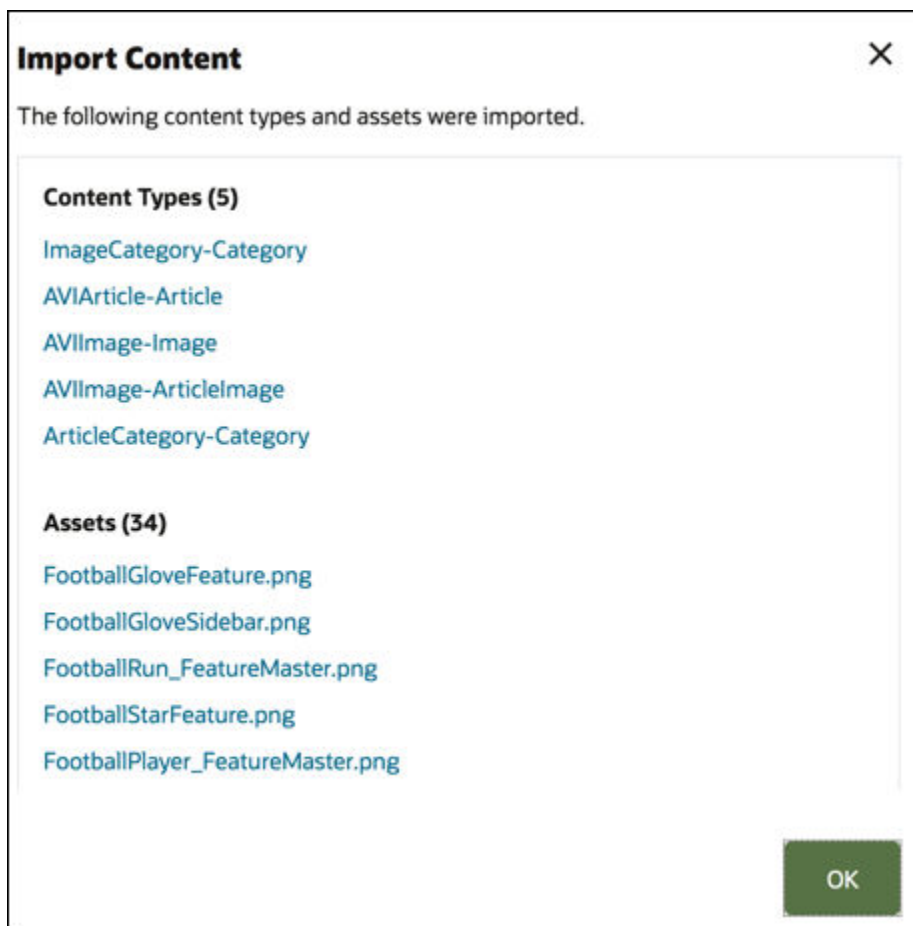 Import Content
The following content types and assets were imported.
Content Types (5)
ImageCategory-Category
AVIArticle-Article
AVIImage-Image
AVIImage-ArticleImage
ArticleCategory-Category
Assets (34)
FootballGloveFeature.png
FootballGloveSidebar.png
FootballRun_FeatureMaster.png
FootballStarFeature.png
FootballPlayer_FeatureMaster.png
OK